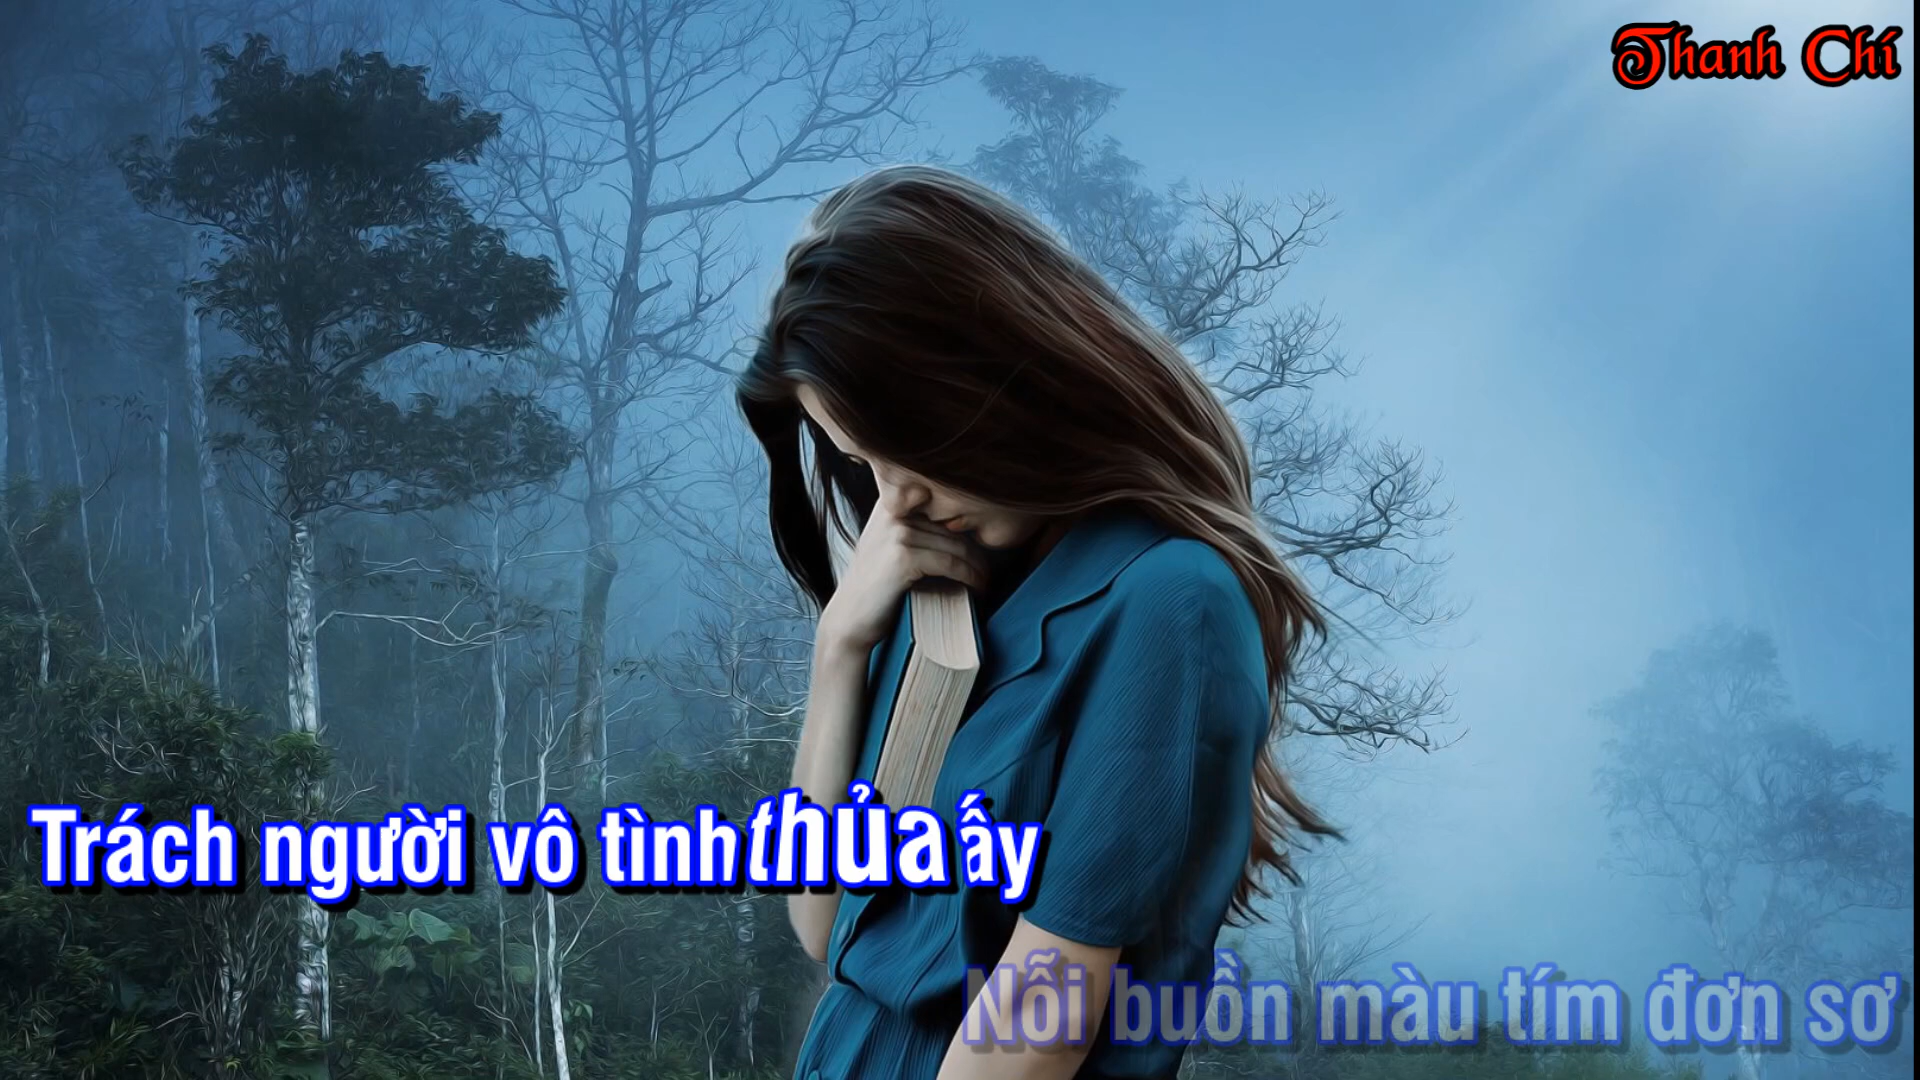 Thanh Chí
Trách người vô tình thủa ấy
Nỗi buồn màu tím đơn sơ